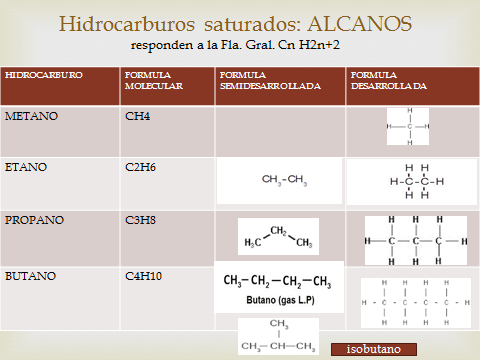 Hidrocarburos saturados: ALCANOS
responden a la Fla. Gral. Cn H2n+2
HIDROCARBURO
FORMULA MOLECULAR
FORMULA SEMIDESARROLLADA
FORMULA DESARROLLADA
METANO
CH4
H
H-C-H
H
ETANO
C2H6
CH3-CH3
H H
H-C-C-H
H H
PROPANO
C3H8
CH2
H3C CH3
H H H
H-C-C-C-H
H H H
BUTANO
C4H10
CH3-CH2-CH2-CH3
Butano (gas L.P)
H H H H
H - C - C - C - C - H
H H H H
CH3
CH3-CH-CH3
isobutano